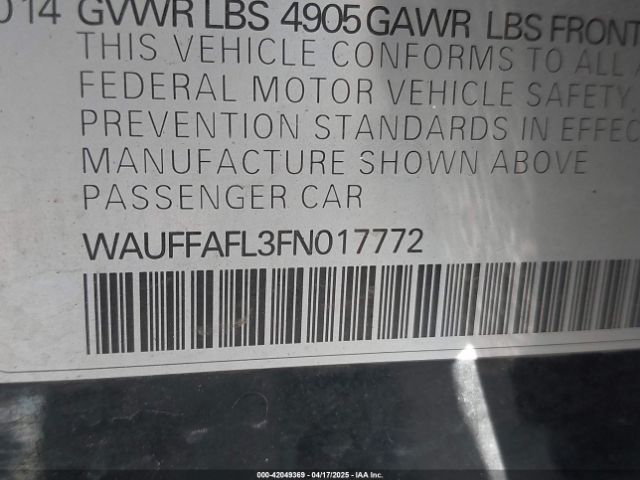 014 GVWR LBS 4905 GAWR LBS FRONT
THIS VEHICLE CONFORMS TO ALL A
FEDERAL MOTOR VEHICLE SAFETY,
PREVENTION STANDARDS IN EFFEC
MANUFACTURE SHOWN ABOVE
PASSENGER CAR
WAUFFAFL3FN017772
000-42049369 - 04/17/2025 - IAA Inc.